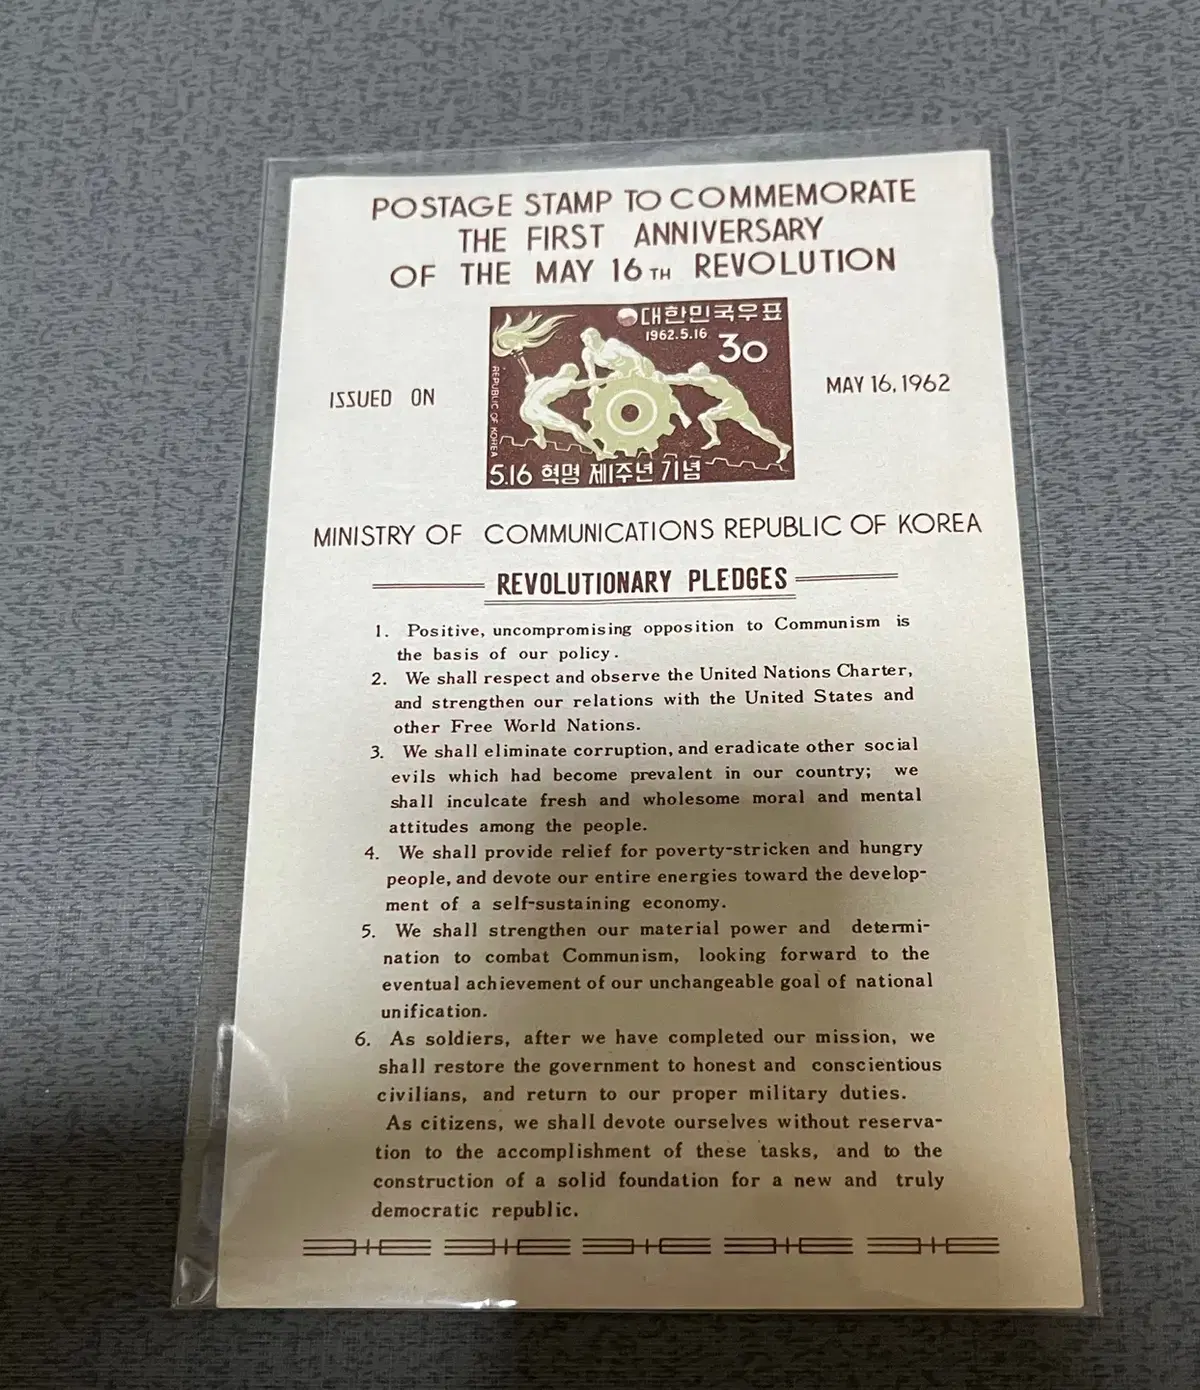 POSTAGE STAMP TO COMMEMORATE
THE FIRST ANNIVERSARY
OF THE MAY 16TH REVOLUTION
대한민국우표
1962.5.16
30
REPUBLIC OF KOREA
5.16 혁명 제1주년 기념
ISSUED ON
MAY 16, 1962
MINISTRY OF COMMUNICATIONS REPUBLIC OF KOREA
REVOLUTIONARY PLEDGES
1. Positive, uncompromising opposition to Communism is
the basis of our policy.
2. We shall respect and observe the United Nations Charter,
and strengthen our relations with the United States and
other Free World Nations.
3. We shall eliminate corruption, and eradicate other social
evils which had become prevalent in our country; we
shall inculcate fresh and wholesome moral and mental
attitudes among the people.
4. We shall provide relief for poverty-stricken and hungry
people, and devote our entire energies toward the develop-
ment of a self-sustaining economy.
5. We shall strengthen our material power and determi-
nation to combat Communism, looking forward to the
eventual achievement of our unchangeable goal of national
unification.
6. As soldiers, after we have completed our mission, we
shall restore the government to honest and conscientious
civilians, and return to our proper military duties.
As citizens, we shall devote ourselves without reserva-
tion to the accomplishment of these tasks, and to the
construction of a solid foundation for a new and truly
democratic republic.